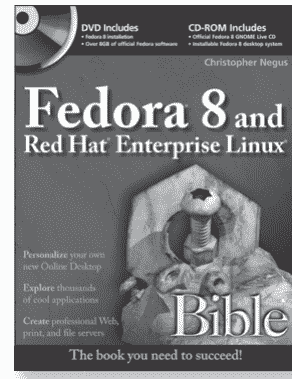 DVD Includes
• Fedora 8 installation
• Over 8GB of official Fedora software
CD-ROM Includes
• Official Fedora 8 GNOME Live CD
• Installable Fedora 8 desktop system
Christopher Negus
Fedora® 8 and
Red Hat® Enterprise Linux®
Personalize your own
new Online Desktop
Explore thousands
of cool applications
Create professional Web,
print, and file servers
Bible
The book you need to succeed!